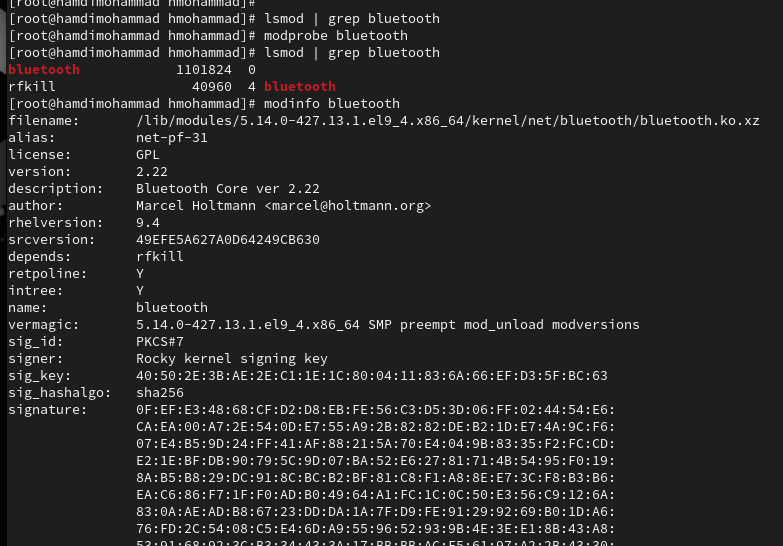 [root@hamdimohammad hmohammad]#
[root@hamdimohammad hmohammad]# lsmod | grep bluetooth
[root@hamdimohammad hmohammad]# modprobe bluetooth
[root@hamdimohammad hmohammad]# lsmod | grep bluetooth
bluetooth            1101824  0
rfkill                 40960  4 bluetooth
[root@hamdimohammad hmohammad]# modinfo bluetooth
filename:       /lib/modules/5.14.0-427.13.1.el9_4.x86_64/kernel/net/bluetooth/bluetooth.ko.xz
alias:          net-pf-31
license:        GPL
version:        2.22
description:    Bluetooth Core ver 2.22
author:         Marcel Holtmann <marcel@holtmann.org>
rhelversion:    9.4
srcversion:     49EFE5A627A0D64249CB630
depends:        rfkill
retpoline:      Y
intree:         Y
name:           bluetooth
vermagic:       5.14.0-427.13.1.el9_4.x86_64 SMP preempt mod_unload modversions
sig_id:         PKCS#7
signer:         Rocky kernel signing key
sig_key:        40:50:2E:3B:AE:2E:C1:1E:1C:80:04:11:83:6A:66:EF:D3:5F:BC:63
sig_hashalgo:   sha256
signature:      0F:EF:E3:48:68:CF:D2:D8:EB:FE:56:C3:D5:3D:06:FF:02:44:54:E6:
                CA:EA:00:A7:2E:54:0D:E7:55:A9:2B:82:82:DE:B2:1D:E7:4A:9C:F6:
                07:E4:B5:9D:24:FF:41:AF:88:21:5A:70:E4:04:9B:83:35:F2:FC:CD:
                E2:1E:BF:DB:90:79:5C:9D:07:BA:52:E6:27:81:71:4B:54:95:F0:19:
                8A:B5:B8:29:DC:91:8C:BC:B2:BF:81:C8:F1:A8:8E:E7:3C:F8:B3:B6:
                EA:C6:86:F7:1F:F0:AD:B0:49:64:A1:FC:1C:0C:50:E3:56:C9:12:6A:
                83:0A:AE:AD:B8:67:23:DD:DA:1A:7F:D9:FE:91:29:92:69:B0:1D:A6:
                76:FD:2C:54:08:C5:E4:6D:A9:55:96:52:93:9B:4E:3E:E1:8B:43:A8: